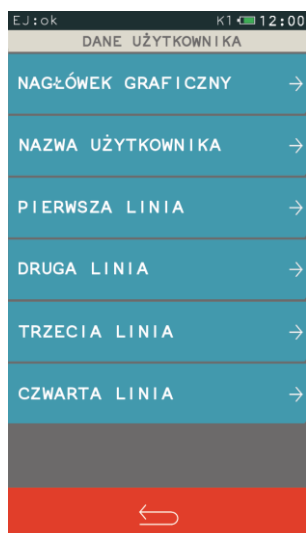 EJ:ok K1 12:00
DANE UŻYTKOWNIKA
NAGŁÓWEK GRAFICZNY
NAZWA UŻYTKOWNIKA
PIERWSZA LINIA
DRUGA LINIA
TRZECIA LINIA
CZWARTA LINIA